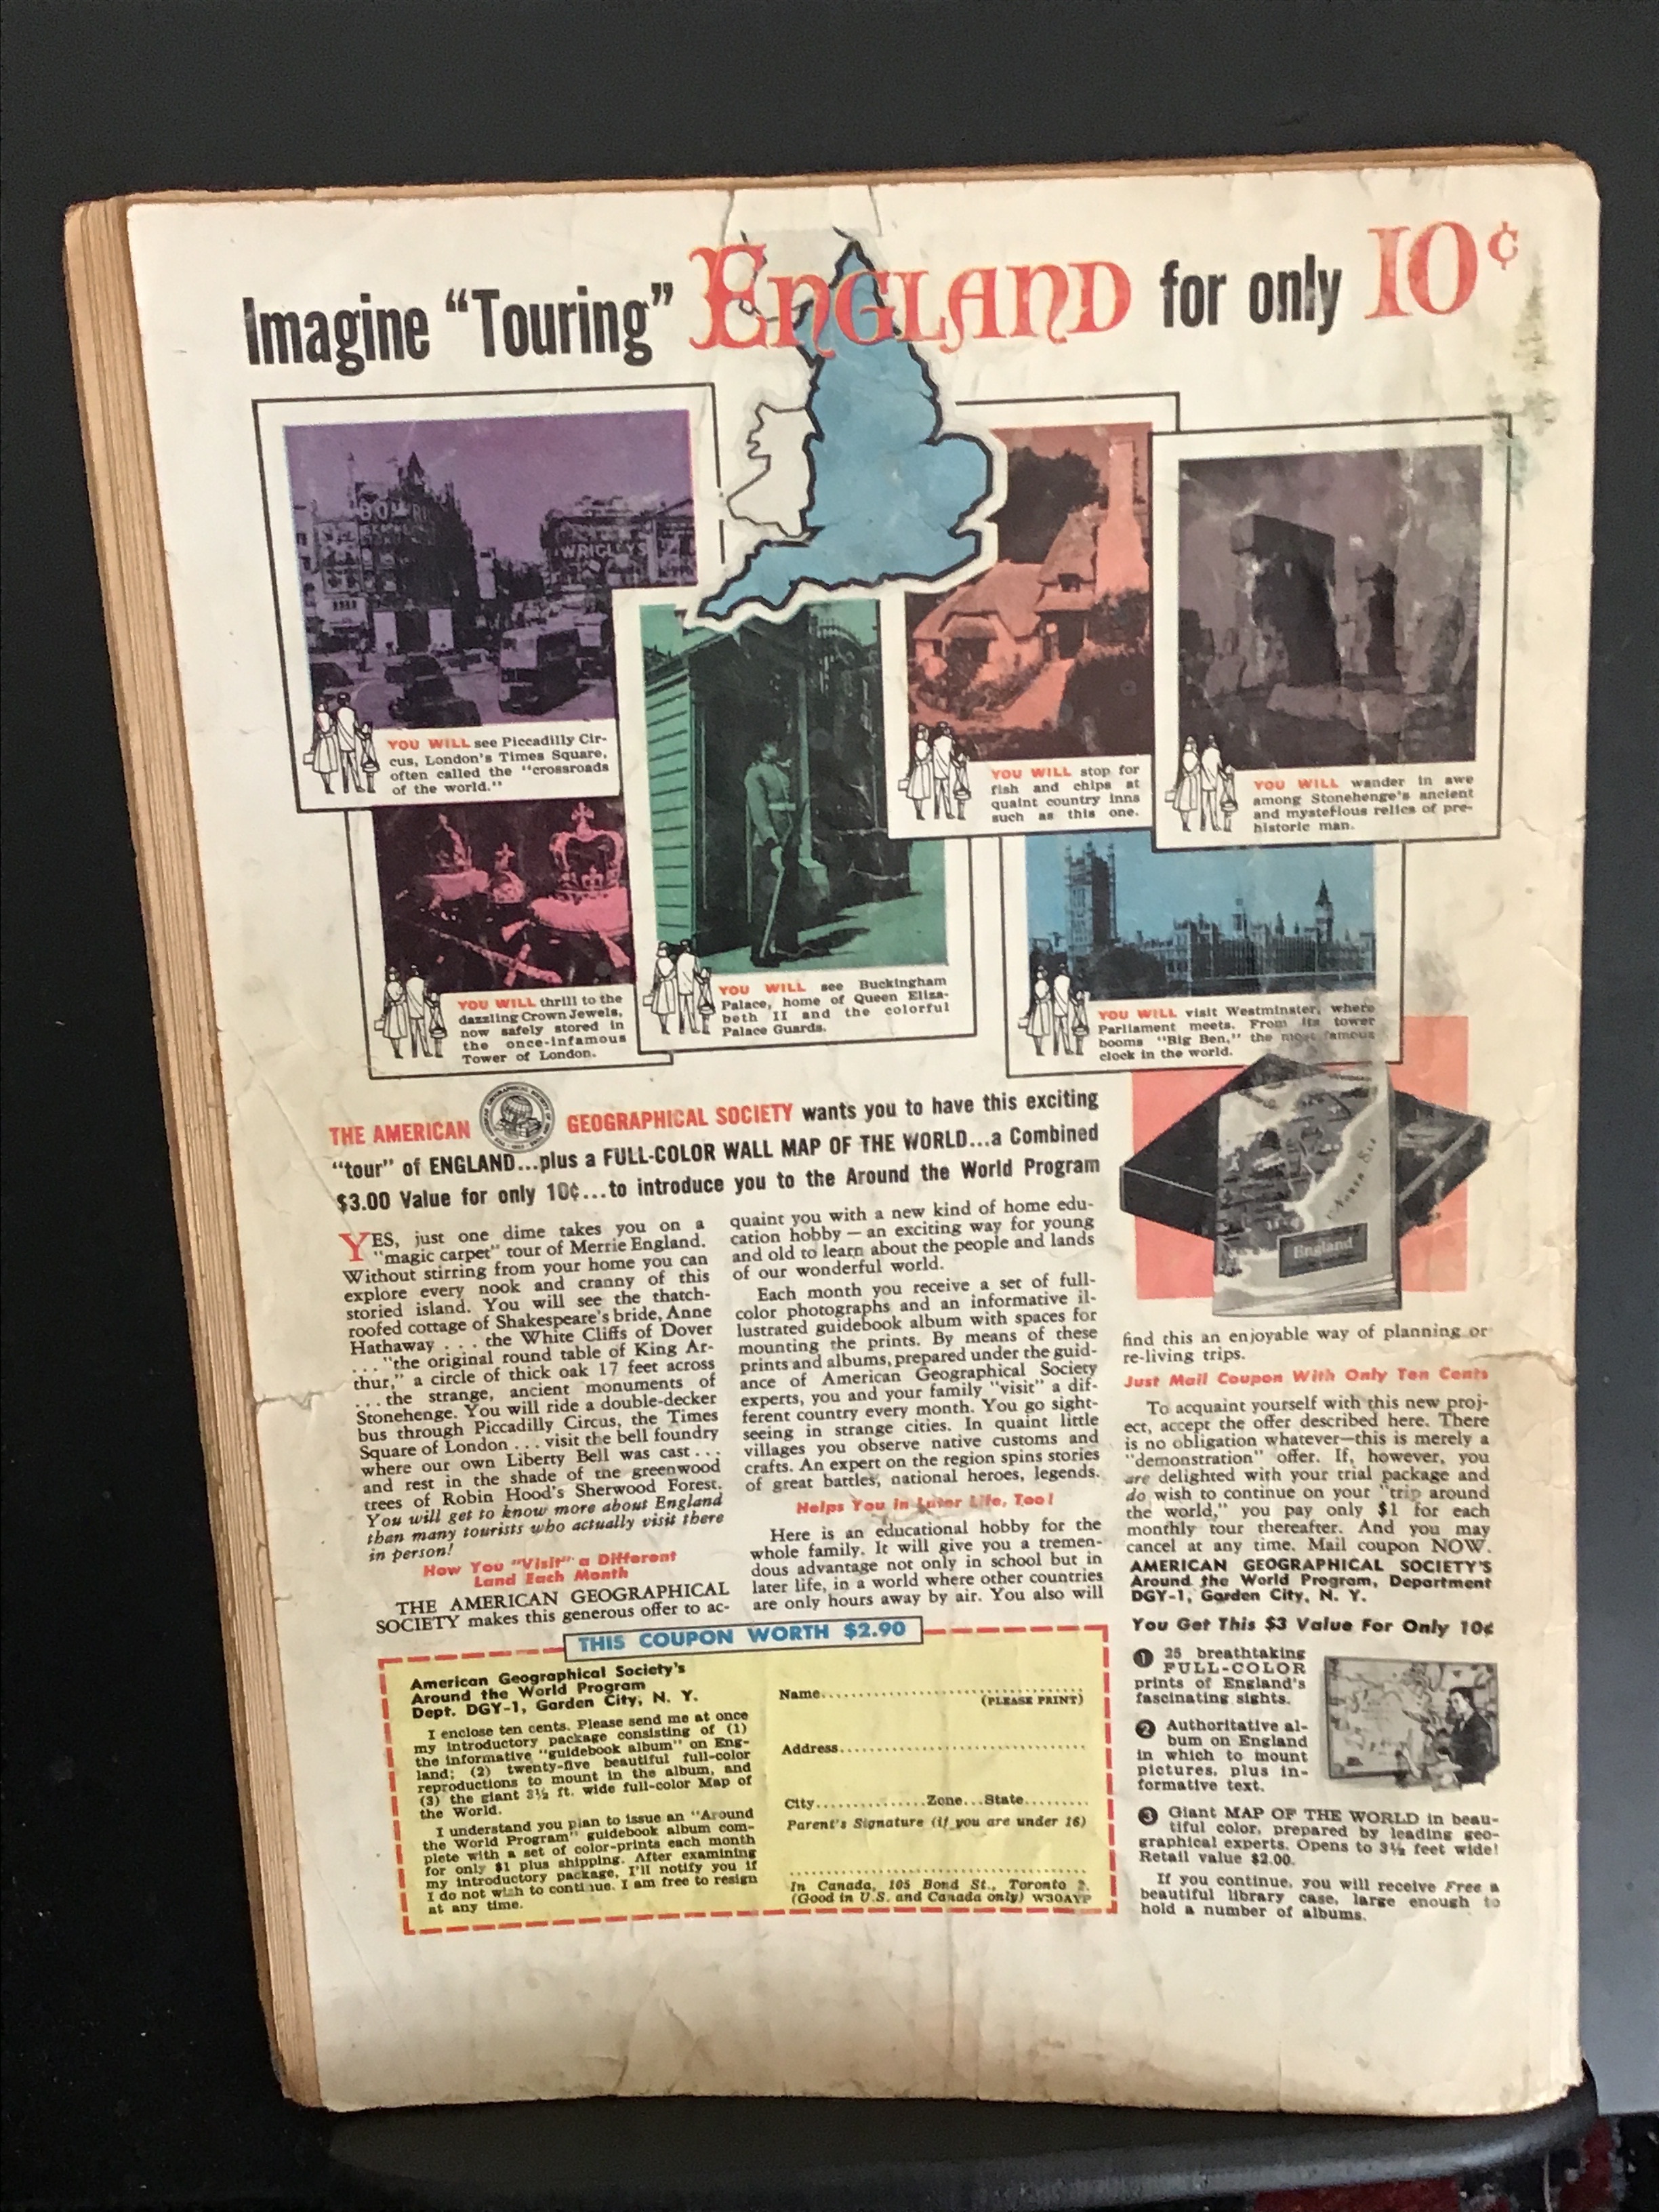 Imagine “Touring” ENGLAND for only 10¢
WRIGLEYS
YOU WILL see Piccadilly Cir-
cus, London's Times Square,
often called the “crossroads
of the world.”
YOU WILL stop for
fish and chips at
quaint country inns
such as this one.
YOU WILL wander in awe
among Stonehenge's ancient
and mysterious relics of pre-
historic man.
YOU WILL thrill to the
dazzling Crown Jewels,
now safely stored in
the once-infamous
Tower of London.
YOU WILL see Buckingham
Palace, home of Queen Eliza-
beth II and the colorful
Palace Guards.
YOU WILL visit Westminster, where
Parliament meets. From its tower
booms “Big Ben,” the most famous
clock in the world.
THE AMERICAN GEOGRAPHICAL SOCIETY wants you to have this exciting
“tour” of ENGLAND...plus a FULL-COLOR WALL MAP OF THE WORLD...a Combined
$3.00 Value for only 10¢...to introduce you to the Around the World Program
YES, just one dime takes you on a
“magic carpet” tour of Merrie England.
Without stirring from your home you can
explore every nook and cranny of this
storied island. You will see the thatch-
roofed cottage of Shakespeare's bride, Anne
Hathaway . . . the White Cliffs of Dover
. . . “the original round table of King Ar-
thur,” a circle of thick oak 17 feet across
. . . the strange, ancient monuments of
Stonehenge. You will ride a double-decker
bus through Piccadilly Circus, the Times
Square of London . . . visit the bell foundry
where our own Liberty Bell was cast . . .
and rest in the shade of the greenwood
trees of Robin Hood's Sherwood Forest.
You will get to know more about England
than many tourists who actually visit there
in person!
How You “Visit” a Different
Land Each Month
THE AMERICAN GEOGRAPHICAL
SOCIETY makes this generous offer to ac-
quaint you with a new kind of home edu-
cation hobby — an exciting way for young
and old to learn about the people and lands
of our wonderful world.
Each month you receive a set of full-
color photographs and an informative il-
lustrated guidebook album with spaces for
mounting the prints. By means of these
prints and albums, prepared under the guid-
ance of American Geographical Society
experts, you and your family “visit” a dif-
ferent country every month. You go sight-
seeing in strange cities. In quaint little
villages you observe native customs and
crafts. An expert on the region spins stories
of great battles, national heroes, legends.
Helps You in Later Life, Too!
Here is an educational hobby for the
whole family. It will give you a tremen-
dous advantage not only in school but in
later life, in a world where other countries
are only hours away by air. You also will
North Sea
England
find this an enjoyable way of planning or
re-living trips.
Just Mail Coupon With Only Ten Cents
To acquaint yourself with this new proj-
ect, accept the offer described here. There
is no obligation whatever—this is merely a
“demonstration” offer. If, however, you
are delighted with your trial package and
do wish to continue on your “trip around
the world,” you pay only $1 for each
monthly tour thereafter. And you may
cancel at any time. Mail coupon NOW.
AMERICAN GEOGRAPHICAL SOCIETY'S
Around the World Program, Department
DGY-1, Garden City, N. Y.
You Get This $3 Value For Only 10¢
1 25 breathtaking
FULL-COLOR
prints of England's
fascinating sights.
2 Authoritative al-
bum on England
in which to mount
pictures, plus in-
formative text.
3 Giant MAP OF THE WORLD in beau-
tiful color, prepared by leading geo-
graphical experts. Opens to 3½ feet wide!
Retail value $2.00.
If you continue, you will receive Free a
beautiful library case, large enough to
hold a number of albums.
THIS COUPON WORTH $2.90
American Geographical Society's
Around the World Program
Dept. DGY-1, Garden City, N. Y.
I enclose ten cents. Please send me at once
my introductory package consisting of (1)
the informative “guidebook album” on Eng-
land; (2) twenty-five beautiful full-color
reproductions to mount in the album, and
(3) the giant 3½ ft. wide full-color Map of
the World.
I understand you plan to issue an “Around
the World Program” guidebook album com-
plete with a set of color-prints each month
for only $1 plus shipping. After examining
my introductory package, I'll notify you if
I do not wish to continue. I am free to resign
at any time.
Name
(PLEASE PRINT)
Address
City...............Zone...State.........
Parent's Signature (if you are under 16)
In Canada, 105 Bond St., Toronto 2.
(Good in U.S. and Canada only) W30AYP